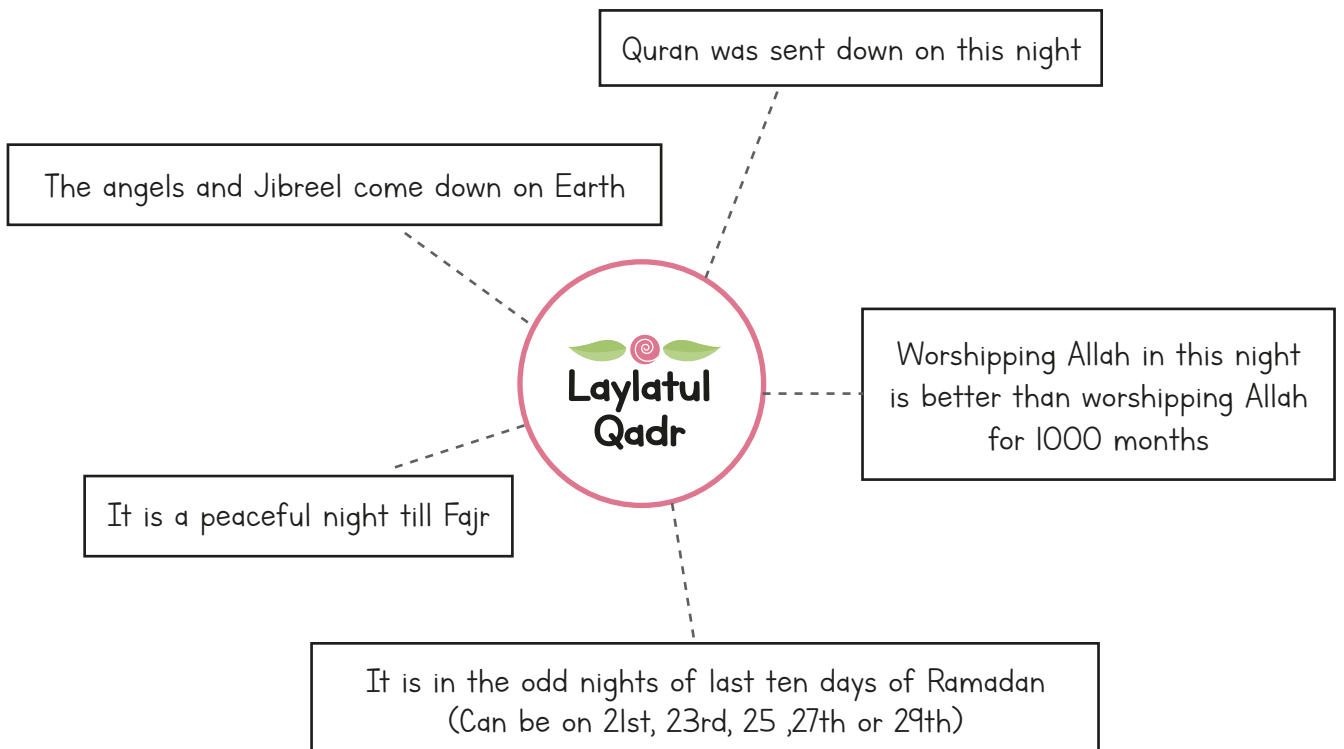 Quran was sent down on this night
The angels and Jibreel come down on Earth
Laylatul
Qadr
Worshipping Allah in this night
is better than worshipping Allah
for 1000 months
It is a peaceful night till Fajr
It is in the odd nights of last ten days of Ramadan
(Can be on 21st, 23rd, 25 ,27th or 29th)